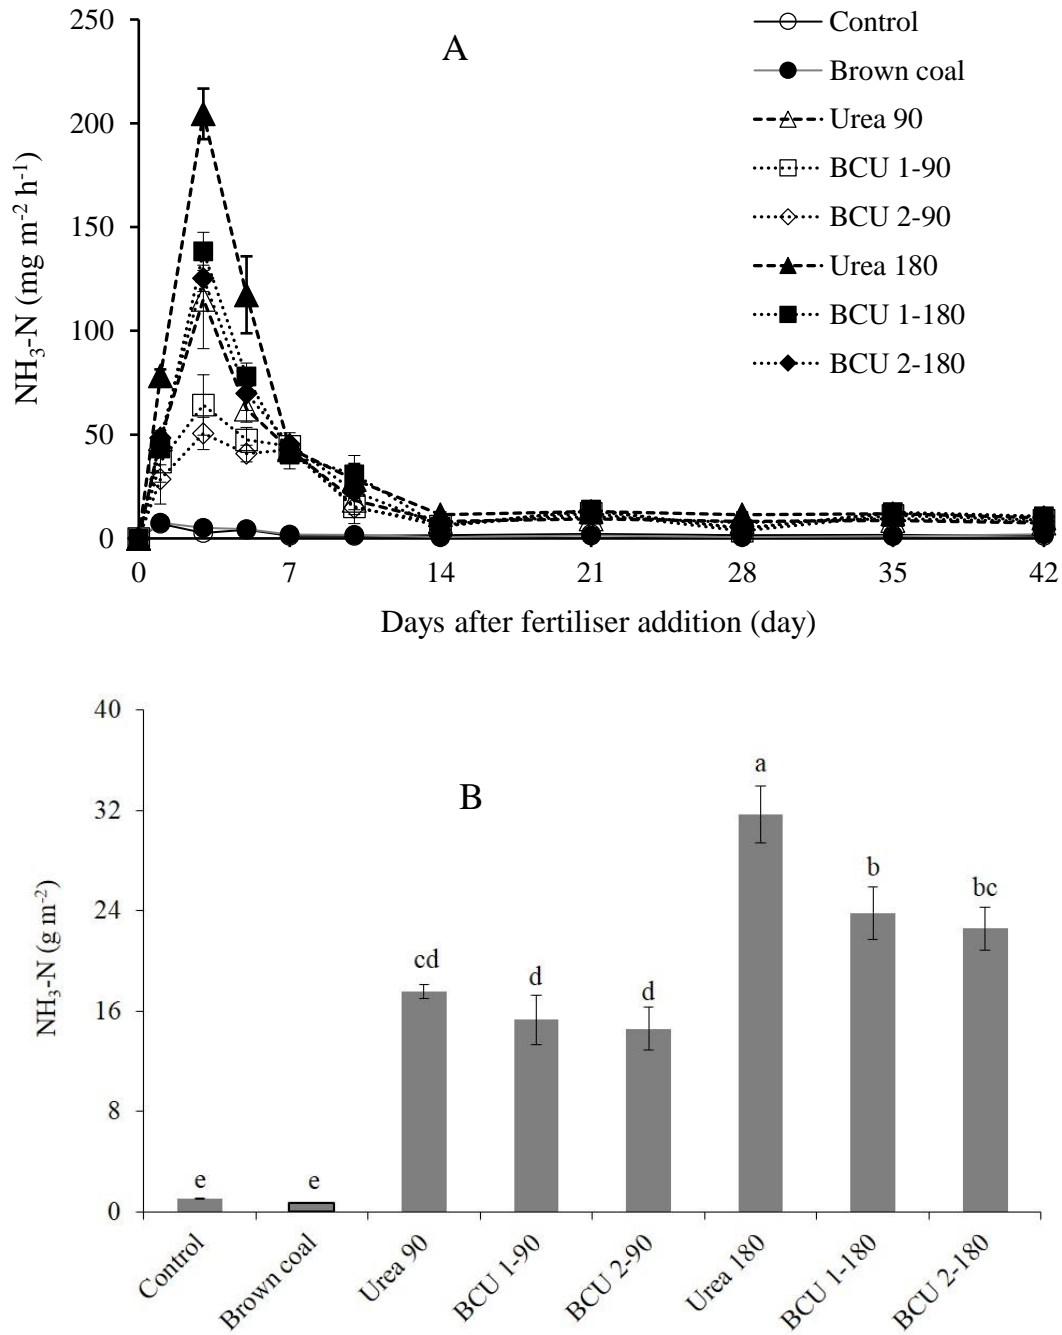 250
200
150
100
50
0
NH₃-N (mg m⁻² h⁻¹)
A
Control
Brown coal
Urea 90
BCU 1-90
BCU 2-90
Urea 180
BCU 1-180
BCU 2-180
0 7 14 21 28 35 42
Days after fertiliser addition (day)
40
32
24
16
8
0
NH₃-N (g m⁻²)
B
e e cd d d a b bc
Control Brown coal Urea 90 BCU 1-90 BCU 2-90 Urea 180 BCU 1-180 BCU 2-180